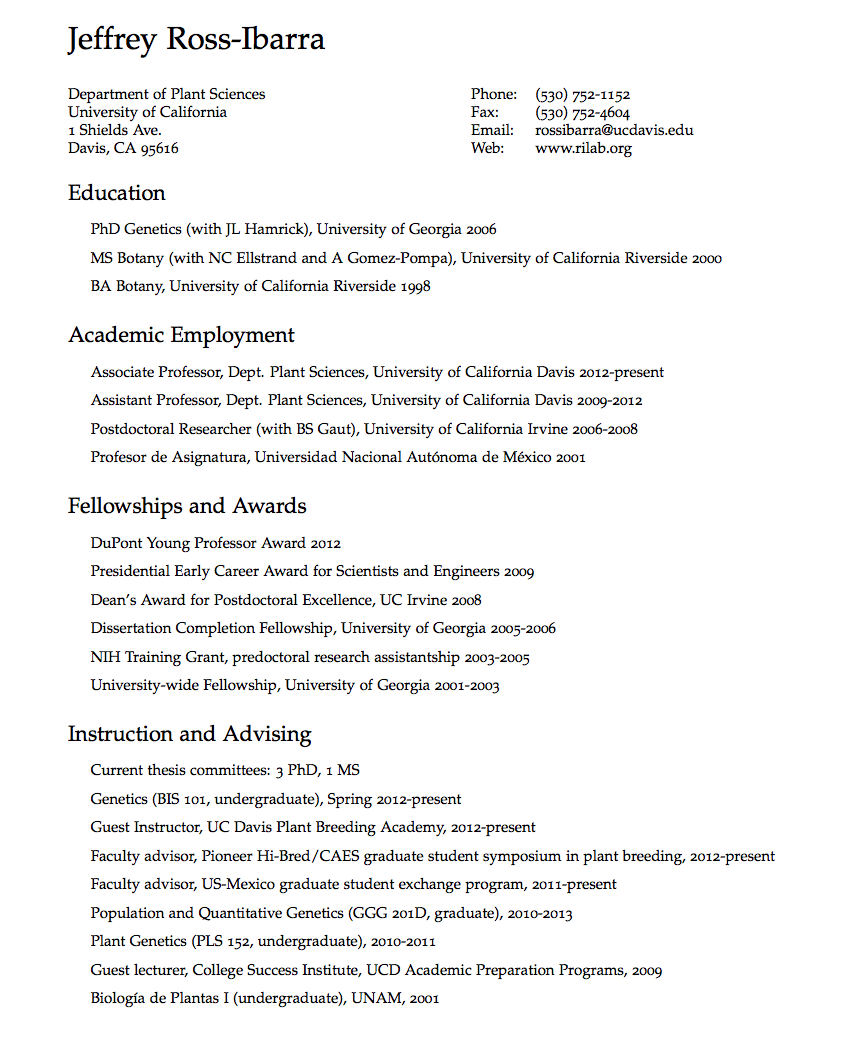 Jeffrey Ross-Ibarra
Department of Plant Sciences
University of California
1 Shields Ave.
Davis, CA 95616
Phone: (530) 752-1152
Fax: (530) 752-4604
Email: rossibarra@ucdavis.edu
Web: www.rilab.org
Education
PhD Genetics (with JL Hamrick), University of Georgia 2006
MS Botany (with NC Ellstrand and A Gomez-Pompa), University of California Riverside 2000
BA Botany, University of California Riverside 1998
Academic Employment
Associate Professor, Dept. Plant Sciences, University of California Davis 2012-present
Assistant Professor, Dept. Plant Sciences, University of California Davis 2009-2012
Postdoctoral Researcher (with BS Gaut), University of California Irvine 2006-2008
Profesor de Asignatura, Universidad Nacional Autónoma de México 2001
Fellowships and Awards
DuPont Young Professor Award 2012
Presidential Early Career Award for Scientists and Engineers 2009
Dean's Award for Postdoctoral Excellence, UC Irvine 2008
Dissertation Completion Fellowship, University of Georgia 2005-2006
NIH Training Grant, predoctoral research assistantship 2003-2005
University-wide Fellowship, University of Georgia 2001-2003
Instruction and Advising
Current thesis committees: 3 PhD, 1 MS
Genetics (BIS 101, undergraduate), Spring 2012-present
Guest Instructor, UC Davis Plant Breeding Academy, 2012-present
Faculty advisor, Pioneer Hi-Bred/CAES graduate student symposium in plant breeding, 2012-present
Faculty advisor, US-Mexico graduate student exchange program, 2011-present
Population and Quantitative Genetics (GGG 201D, graduate), 2010-2013
Plant Genetics (PLS 152, undergraduate), 2010-2011
Guest lecturer, College Success Institute, UCD Academic Preparation Programs, 2009
Biología de Plantas I (undergraduate), UNAM, 2001